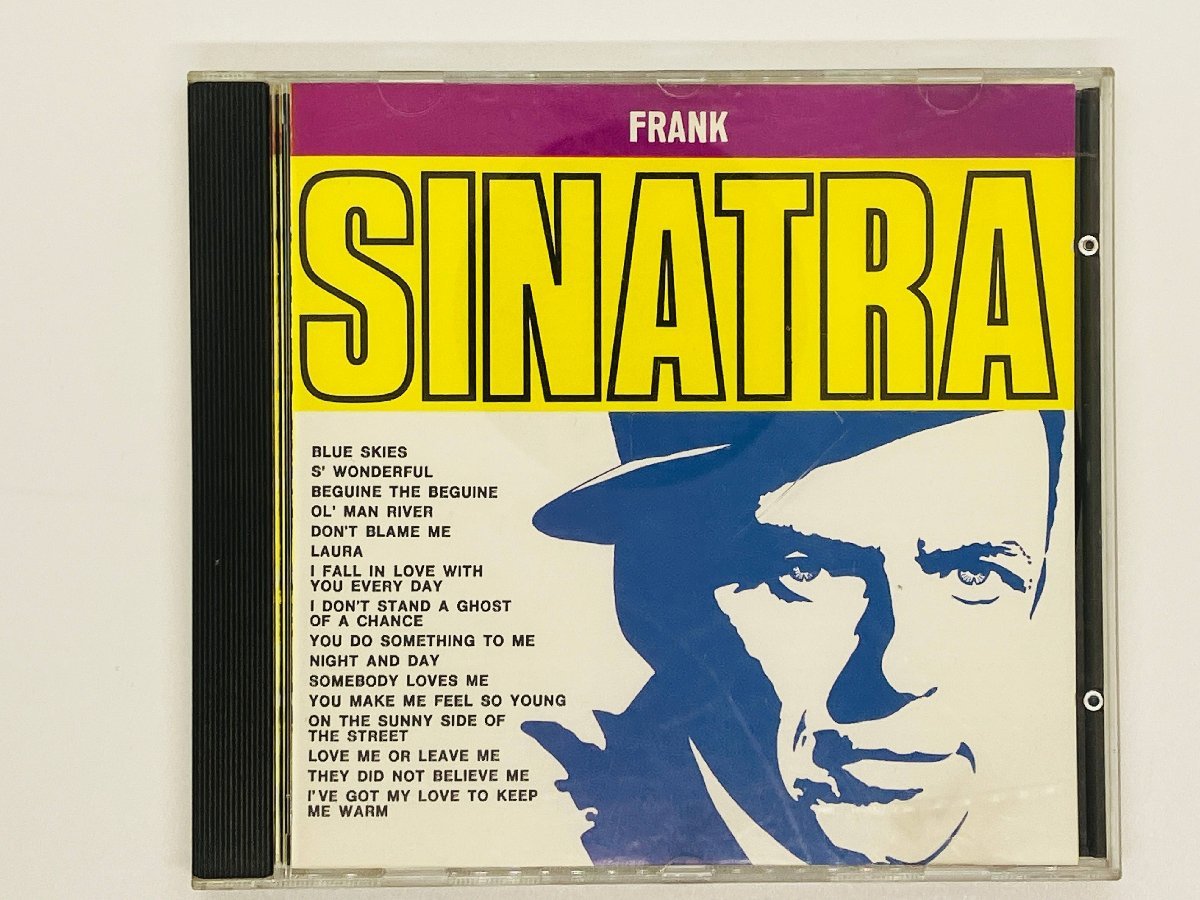 FRANK
SINATRA
BLUE SKIES
S' WONDERFUL
BEGUINE THE BEGUINE
OL' MAN RIVER
DON'T BLAME ME
LAURA
I FALL IN LOVE WITH
YOU EVERY DAY
I DON'T STAND A GHOST
OF A CHANCE
YOU DO SOMETHING TO ME
NIGHT AND DAY
SOMEBODY LOVES ME
YOU MAKE ME FEEL SO YOUNG
ON THE SUNNY SIDE OF
THE STREET
LOVE ME OR LEAVE ME
THEY DID NOT BELIEVE ME
I'VE GOT MY LOVE TO KEEP
ME WARM